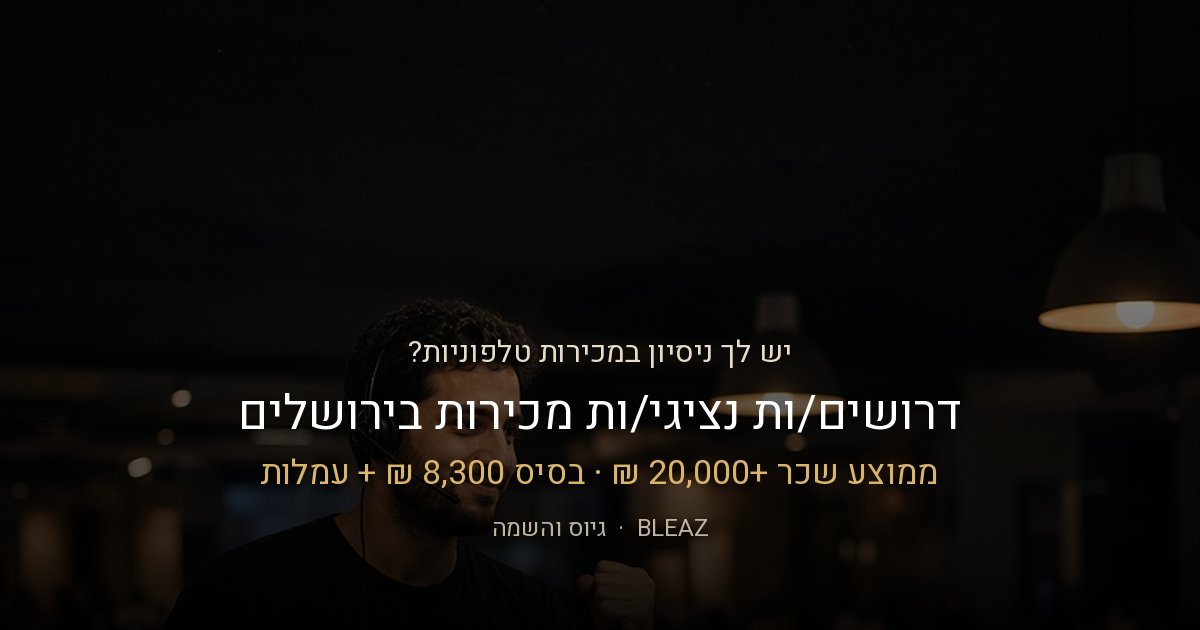 יש לך ניסיון במכירות טלפוניות?
דרושים/ות נציגי/ות מכירות בירושלים
ממוצע שכר +20,000 ₪ · בסיס 8,300 ₪ + עמלות
BLEAZ · גיוס והשמה